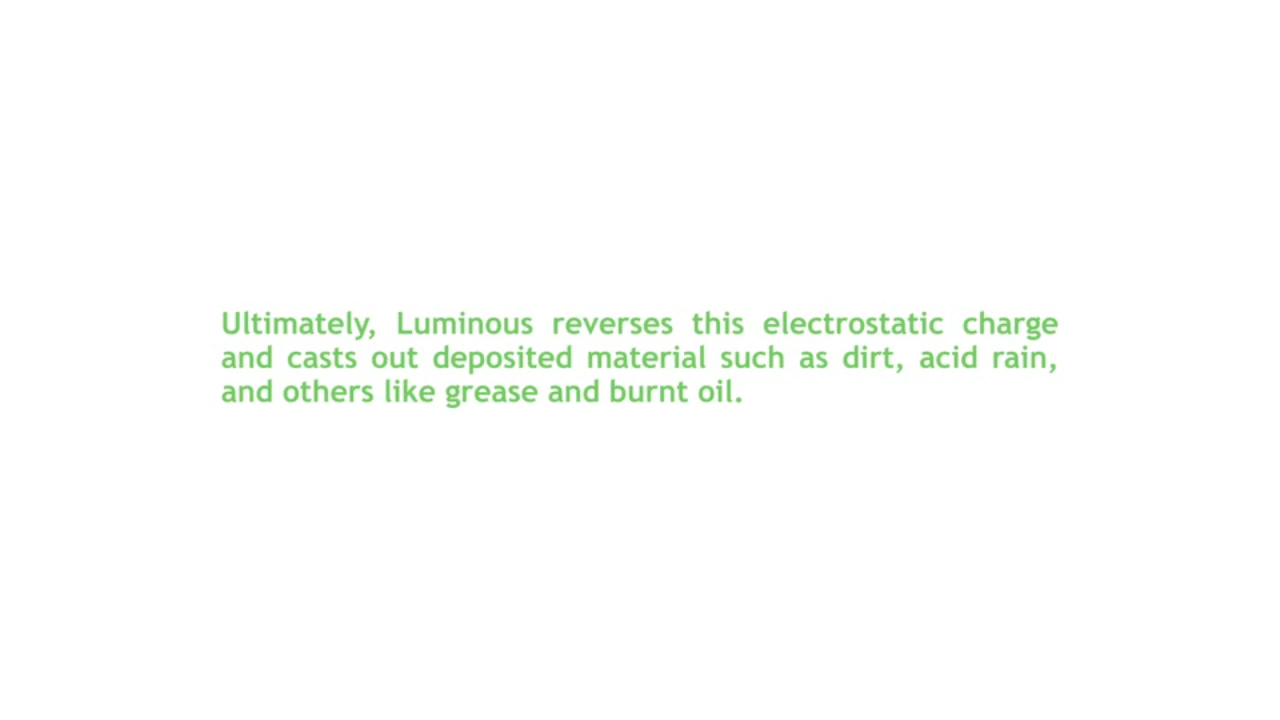 Ultimately, Luminous reverses this electrostatic charge
and casts out deposited material such as dirt, acid rain,
and others like grease and burnt oil.